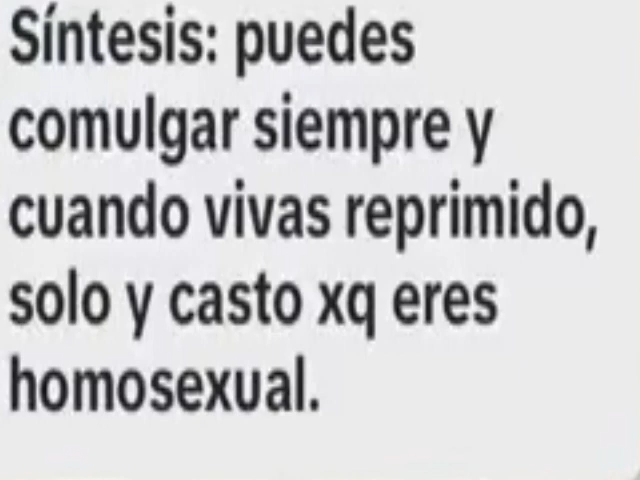 Síntesis: puedes
comulgar siempre y
cuando vivas reprimido,
solo y casto xq eres
homosexual.